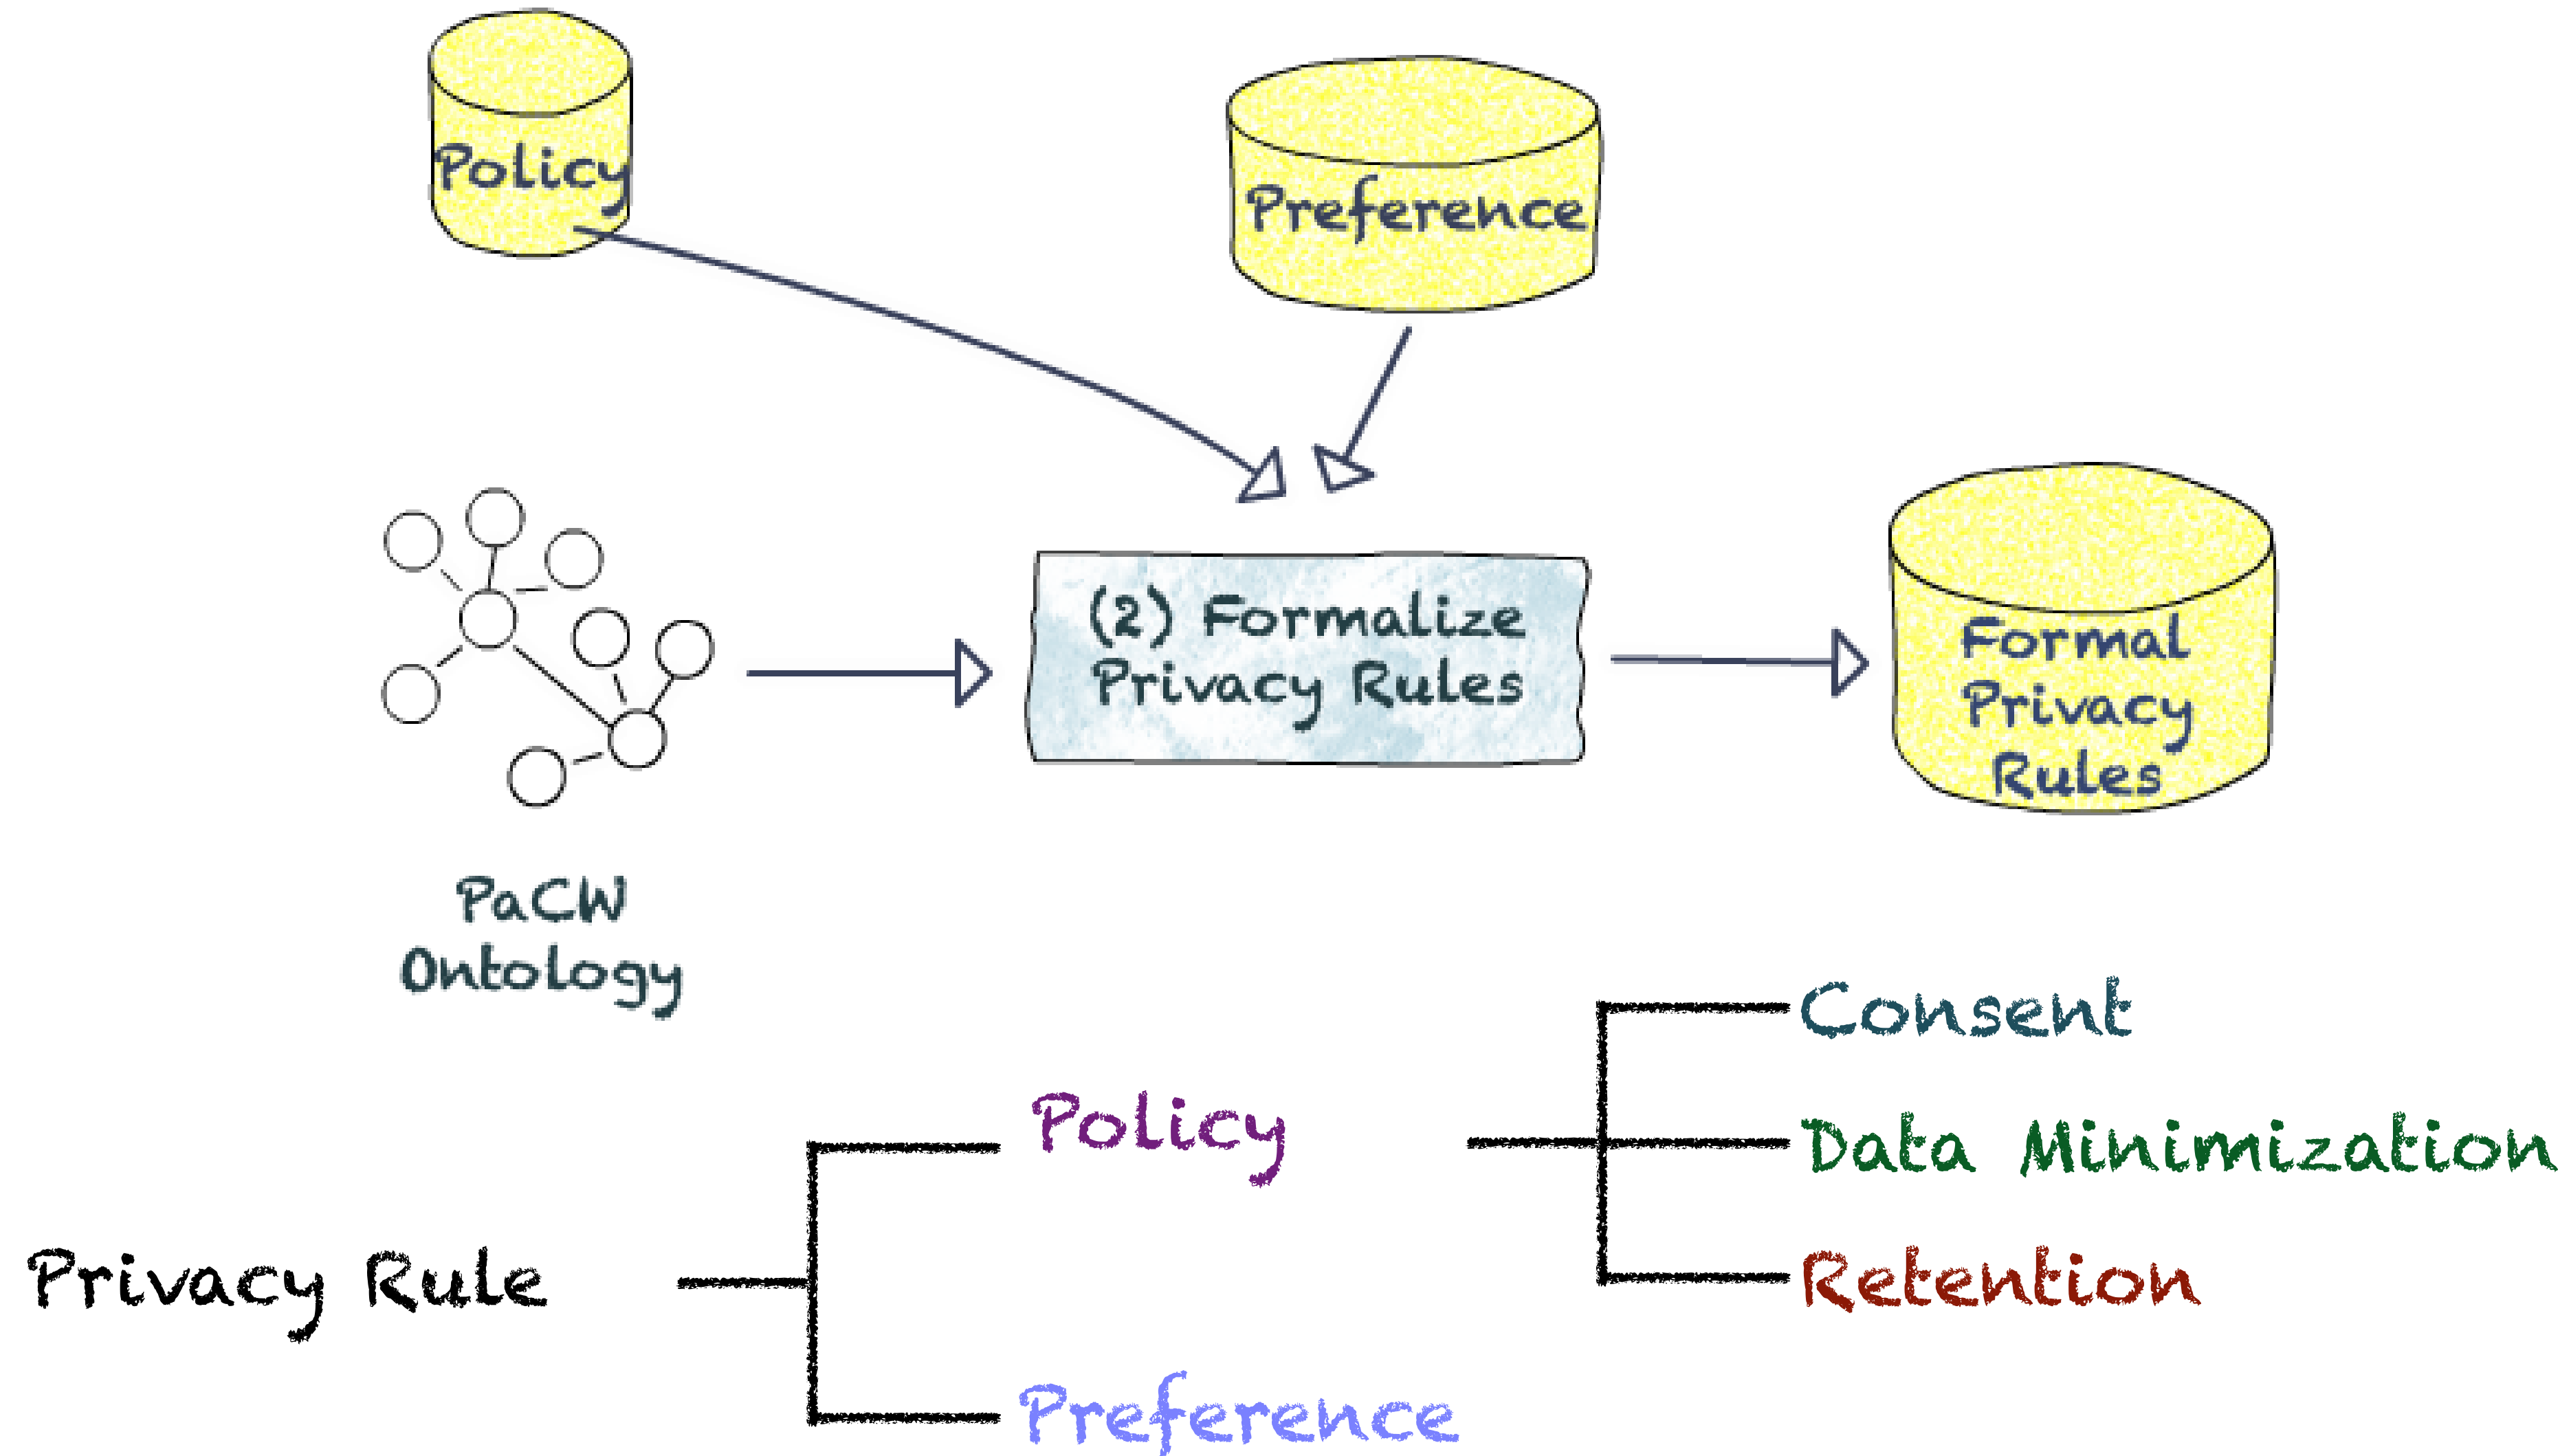 Policy
Preference
(2) Formalize
Privacy Rules
Formal
Privacy
Rules
PaCW
Ontology
Consent
Policy
Data Minimization
Privacy Rule
Retention
Preference